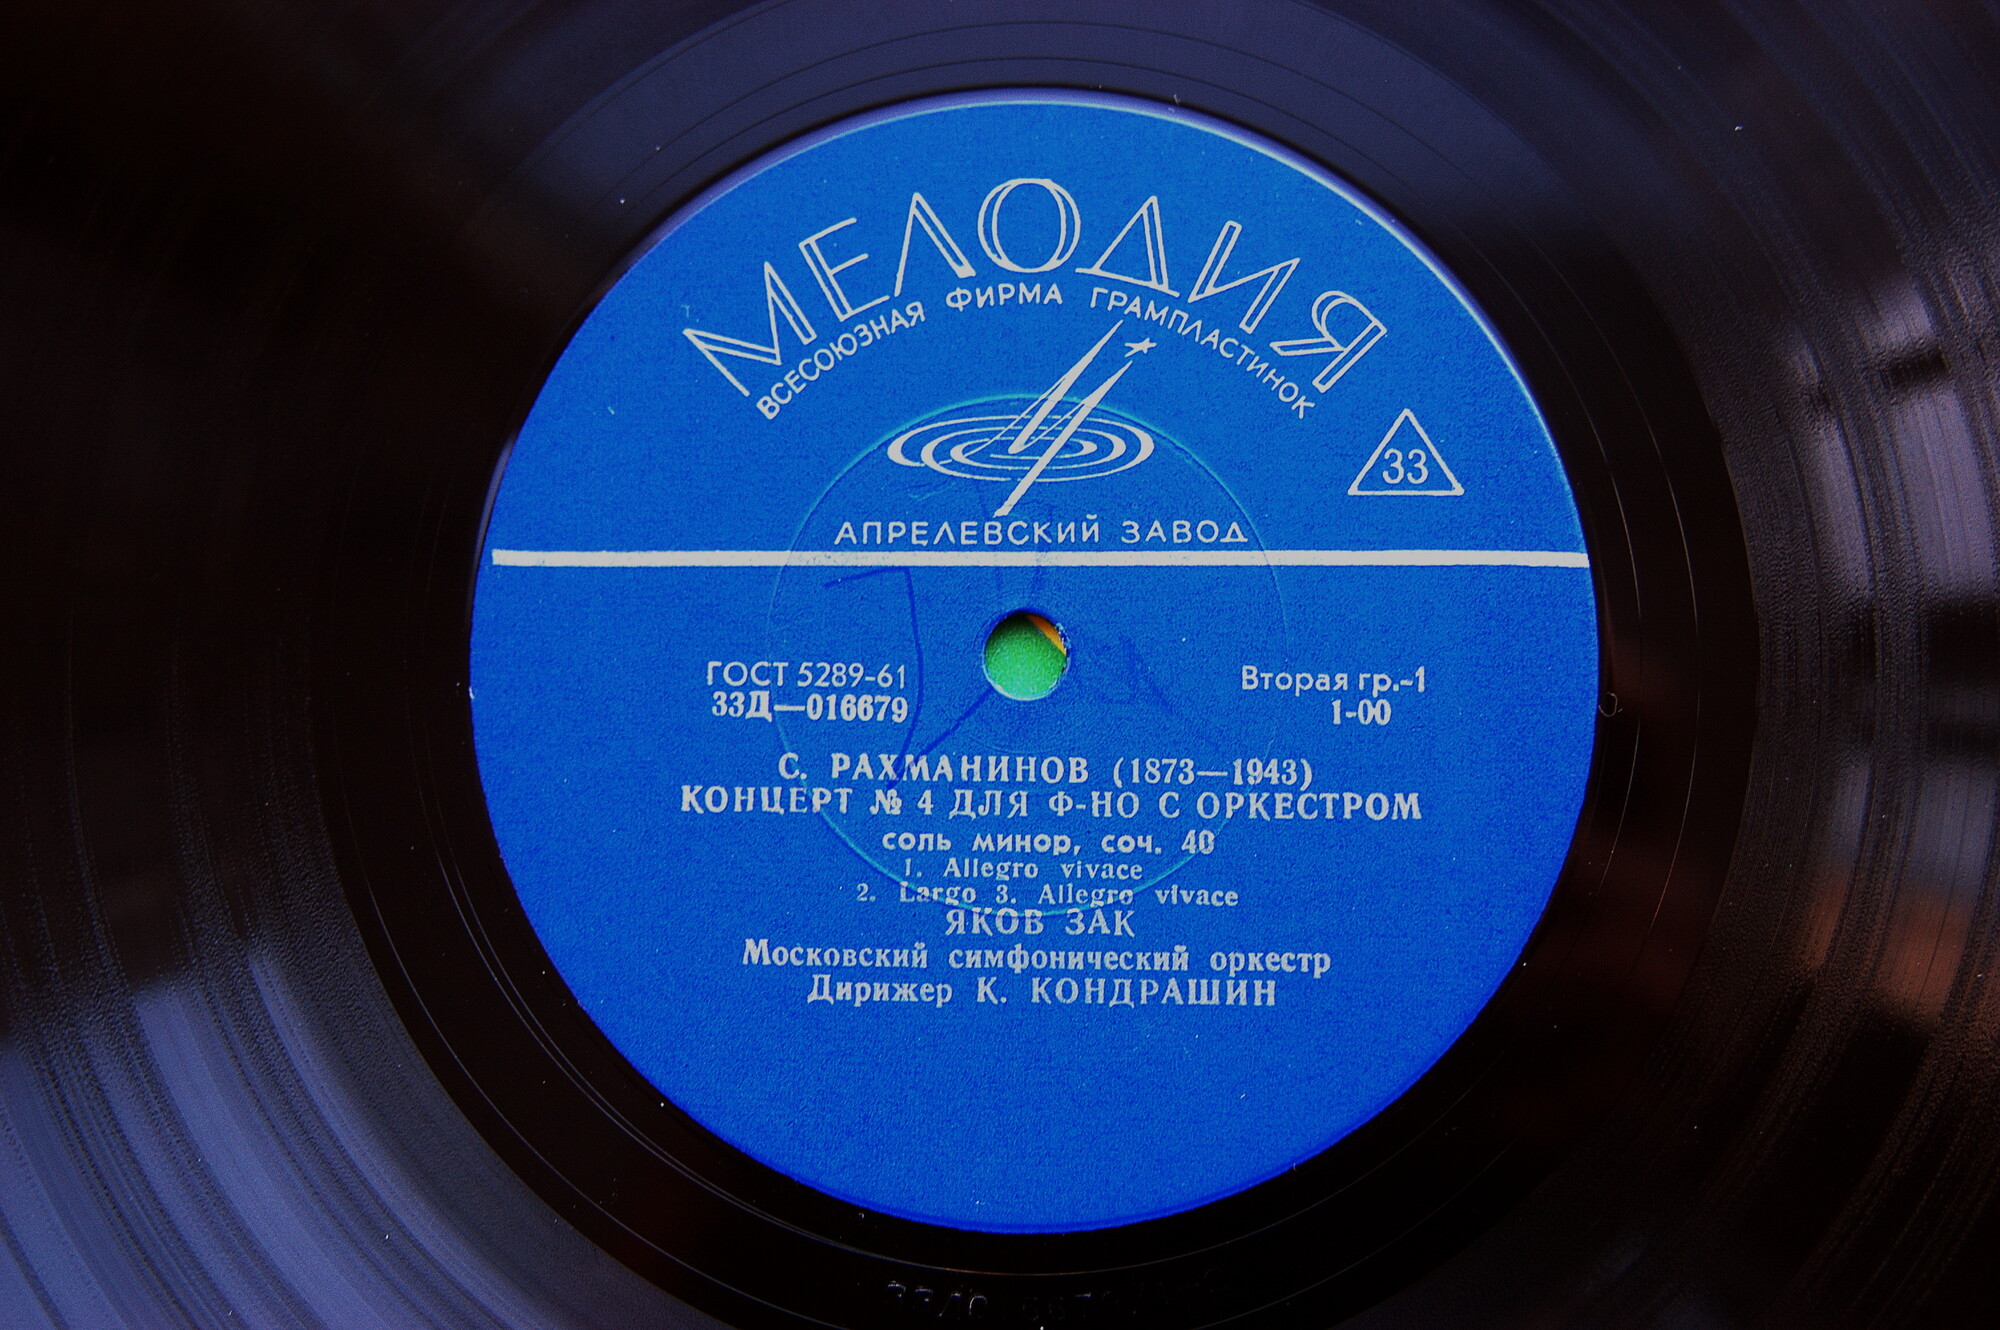 МЕЛОДИЯ
ВСЕСОЮЗНАЯ ФИРМА ГРАМПЛАСТИНОК
33
АПРЕЛЕВСКИЙ ЗАВОД
ГОСТ 5289-61
33Д—016679
Вторая гр.-1
1-00
С. РАХМАНИНОВ (1873—1943)
КОНЦЕРТ № 4 ДЛЯ Ф-НО С ОРКЕСТРОМ
соль минор, соч. 40
1. Allegro vivace
2. Largo 3. Allegro vivace
ЯКОВ ЗАК
Московский симфонический оркестр
Дирижер К. КОНДРАШИН